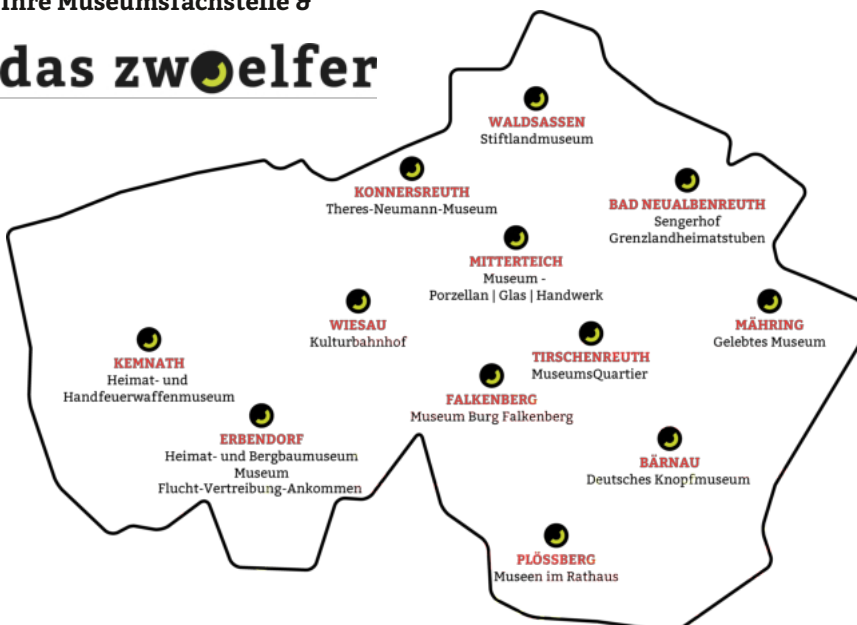 Ihre Museumsfachstelle &
das zwoelfer
WALDSASSEN
Stiftlandmuseum
KONNERSREUTH
Theres-Neumann-Museum
BAD NEUALBENREUTH
Sengerhof
Grenzlandheimatstuben
MITTERTEICH
Museum -
Porzellan | Glas | Handwerk
WIESAU
Kulturbahnhof
MÄHRING
Gelebtes Museum
TIRSCHENREUTH
MuseumsQuartier
KEMNATH
Heimat- und
Handfeuerwaffenmuseum
FALKENBERG
Museum Burg Falkenberg
ERBENDORF
Heimat- und Bergbaumuseum
Museum
Flucht-Vertreibung-Ankommen
BÄRNAU
Deutsches Knopfmuseum
PLÖSSBERG
Museen im Rathaus